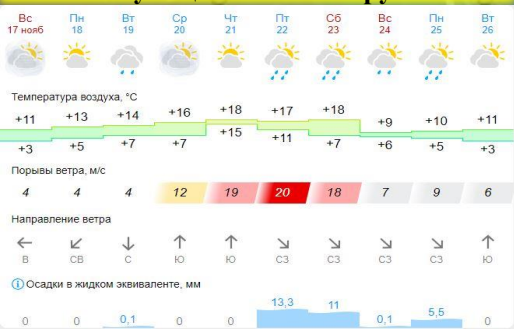 Вс Пн Вт Ср Чт Пт Сб Вс Пн Вт
17 нояб 18 19 20 21 22 23 24 25 26
Температура воздуха, °C
+11 +13 +14 +16 +18 +17 +18 +9 +10 +11
+3 +5 +7 +7 +15 +11 +7 +6 +5 +3
Порывы ветра, м/с
4 4 4 12 19 20 18 7 9 6
Направление ветра
В СВ С Ю Ю СЗ СЗ СЗ СЗ Ю
Осадки в жидком эквиваленте, мм
0 0 0,1 0 0 13,3 11 0,1 5,5 0